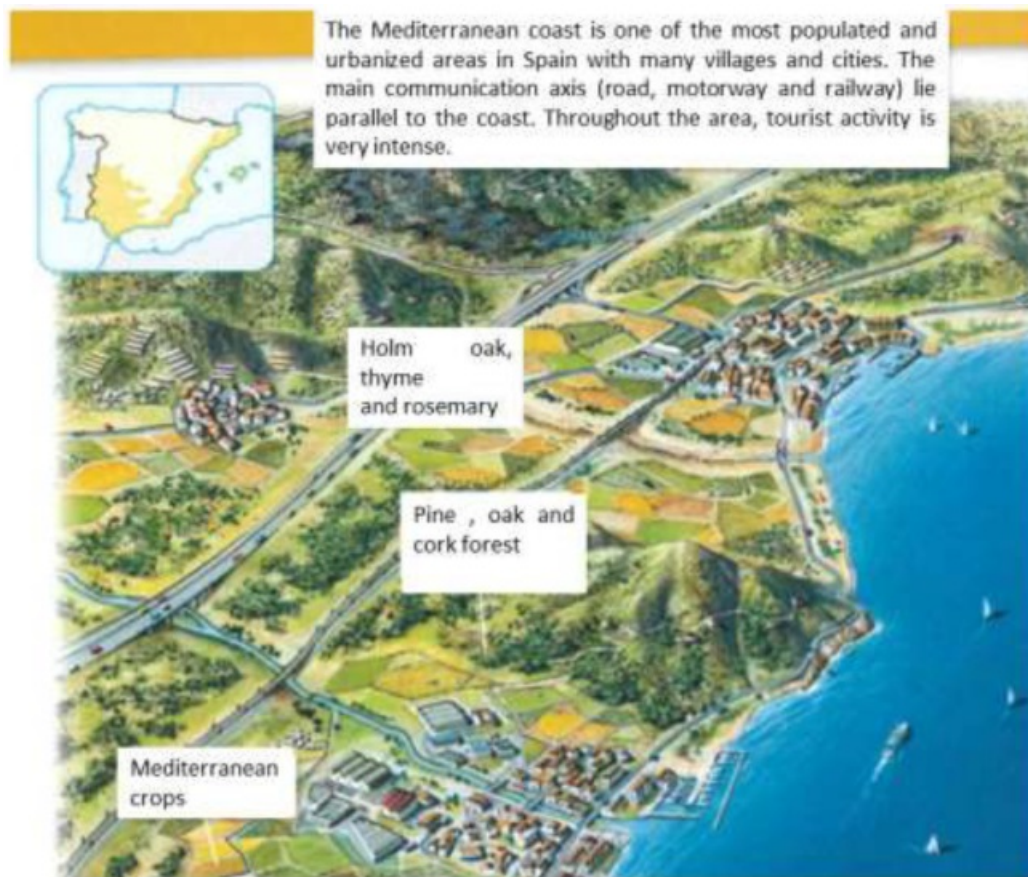 The Mediterranean coast is one of the most populated and
urbanized areas in Spain with many villages and cities. The
main communication axis (road, motorway and railway) lie
parallel to the coast. Throughout the area, tourist activity is
very intense.
Holm oak,
thyme
and rosemary
Pine , oak and
cork forest
Mediterranean
crops